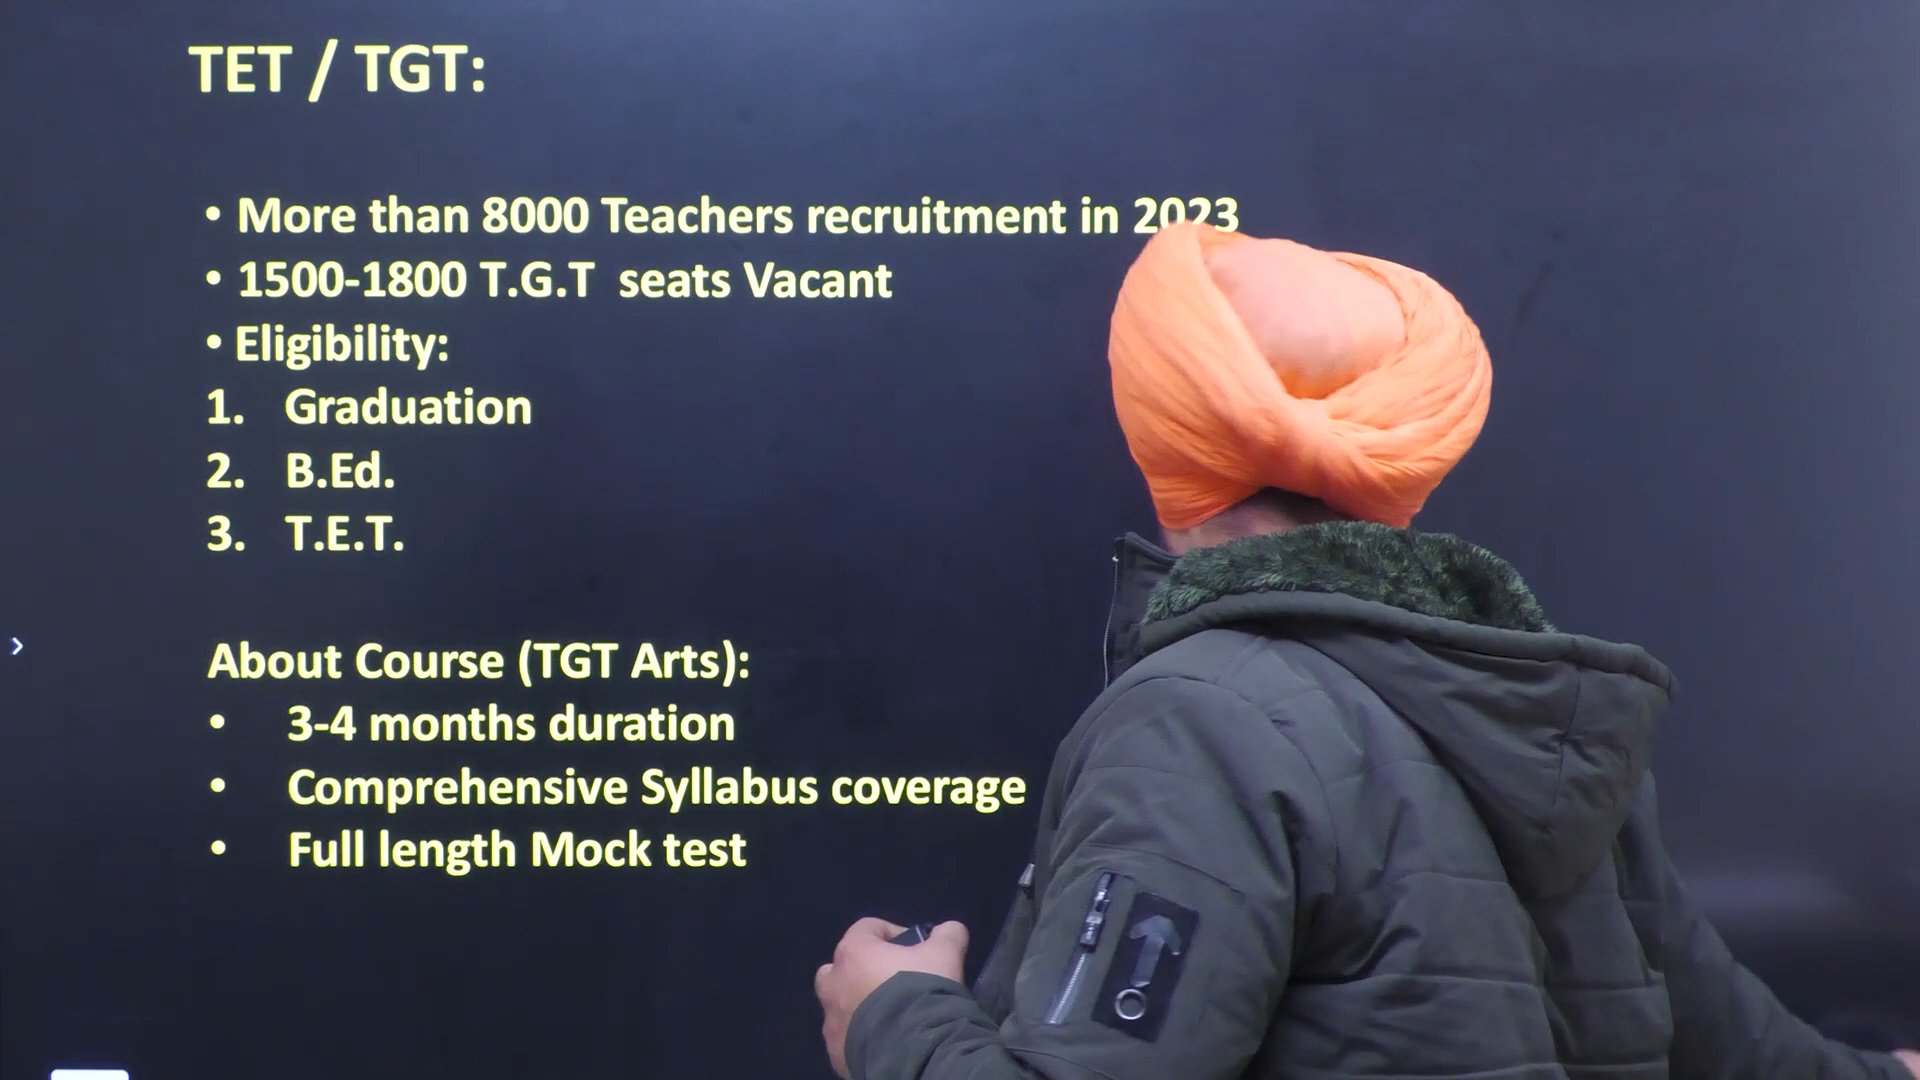 TET / TGT:
• More than 8000 Teachers recruitment in 2023
• 1500-1800 T.G.T seats Vacant
• Eligibility:
1. Graduation
2. B.Ed.
3. T.E.T.
About Course (TGT Arts):
• 3-4 months duration
• Comprehensive Syllabus coverage
• Full length Mock test